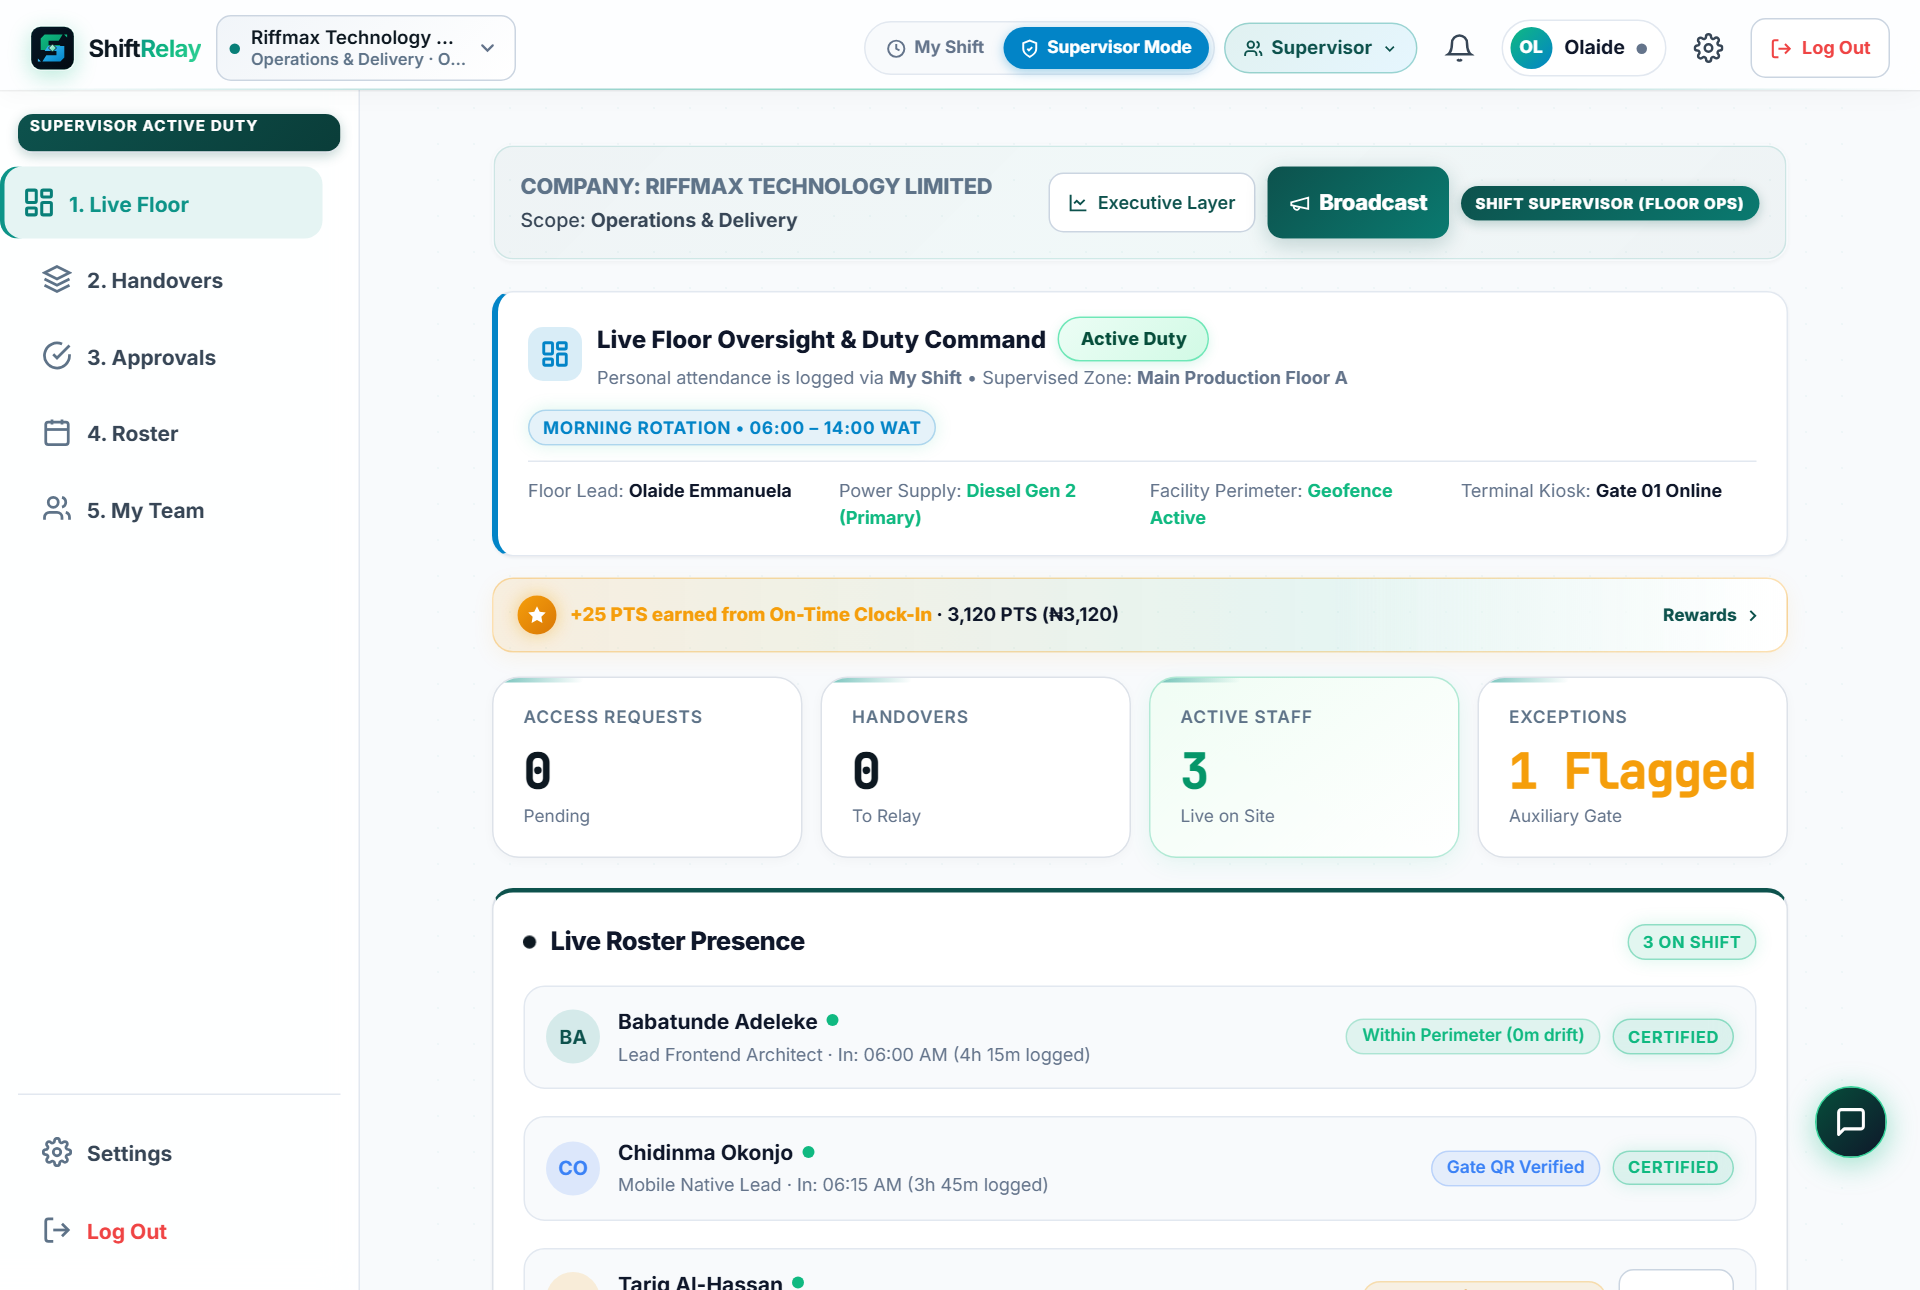 ShiftRelay
Riffmax Technology ...
Operations & Delivery · O...
My Shift
Supervisor Mode
Supervisor
OL
Olaide
Log Out
SUPERVISOR ACTIVE DUTY
1. Live Floor
2. Handovers
3. Approvals
4. Roster
5. My Team
Settings
Log Out
COMPANY: RIFFMAX TECHNOLOGY LIMITED
Scope: Operations & Delivery
Executive Layer
Broadcast
SHIFT SUPERVISOR (FLOOR OPS)
Live Floor Oversight & Duty Command
Active Duty
Personal attendance is logged via My Shift • Supervised Zone: Main Production Floor A
MORNING ROTATION • 06:00 – 14:00 WAT
Floor Lead: Olaide Emmanuela
Power Supply: Diesel Gen 2
(Primary)
Facility Perimeter: Geofence
Active
Terminal Kiosk: Gate 01 Online
+25 PTS earned from On-Time Clock-In · 3,120 PTS (₦3,120)
Rewards
ACCESS REQUESTS
0
Pending
HANDOVERS
0
To Relay
ACTIVE STAFF
3
Live on Site
EXCEPTIONS
1 Flagged
Auxiliary Gate
Live Roster Presence
3 ON SHIFT
BA
Babatunde Adeleke
Lead Frontend Architect · In: 06:00 AM (4h 15m logged)
Within Perimeter (0m drift)
CERTIFIED
CO
Chidinma Okonjo
Mobile Native Lead · In: 06:15 AM (3h 45m logged)
Gate QR Verified
CERTIFIED
Tariq Al-Hassan